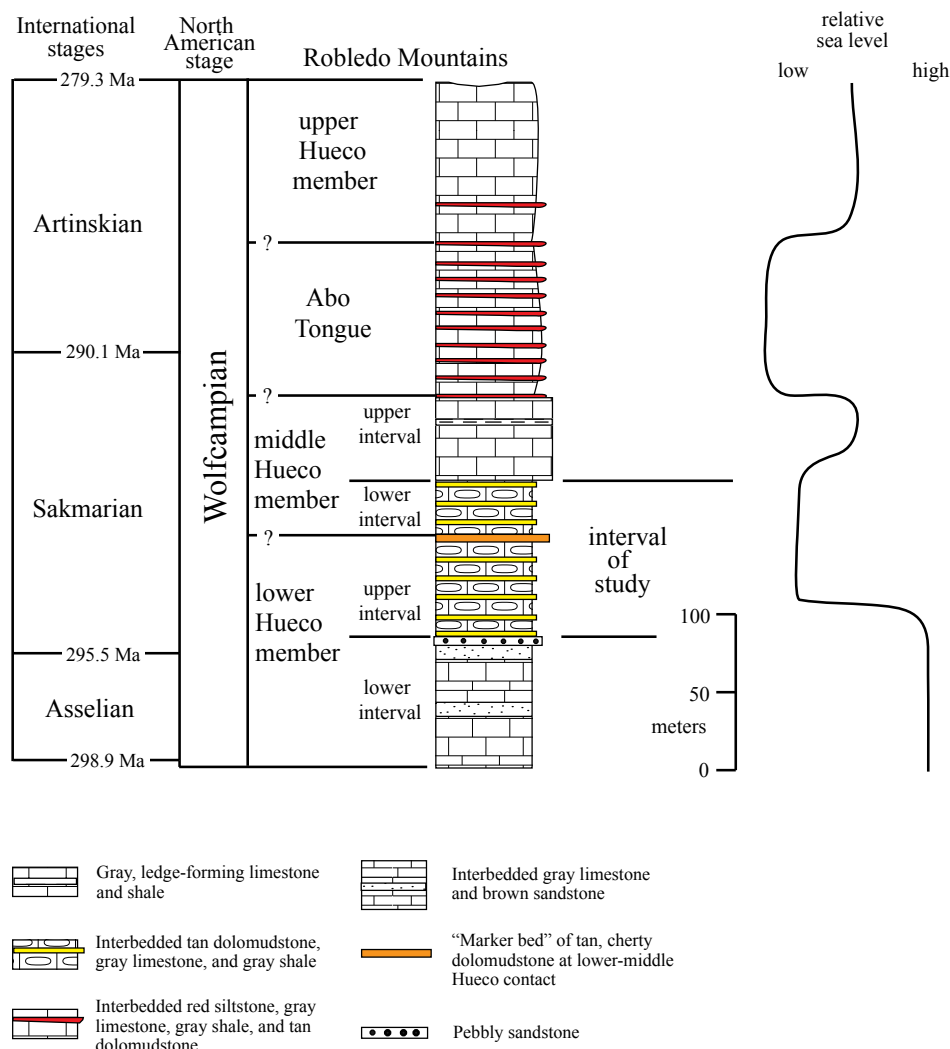 International
stages
North
American
stage
Robledo Mountains
relative
sea level
low
high
279.3 Ma
upper
Hueco
member
Artinskian
?
Abo
Tongue
290.1 Ma
?
Wolfcampian
upper
interval
middle
Hueco
member
Sakmarian
lower
interval
?
interval
of
study
lower
Hueco
member
upper
interval
100
295.5 Ma
Asselian
lower
interval
50
meters
298.9 Ma
0
Gray, ledge-forming limestone
and shale
Interbedded gray limestone
and brown sandstone
Interbedded tan dolomudstone,
gray limestone, and gray shale
“Marker bed” of tan, cherty
dolomudstone at lower-middle
Hueco contact
Interbedded red siltstone, gray
limestone, gray shale, and tan
dolomudstone
Pebbly sandstone